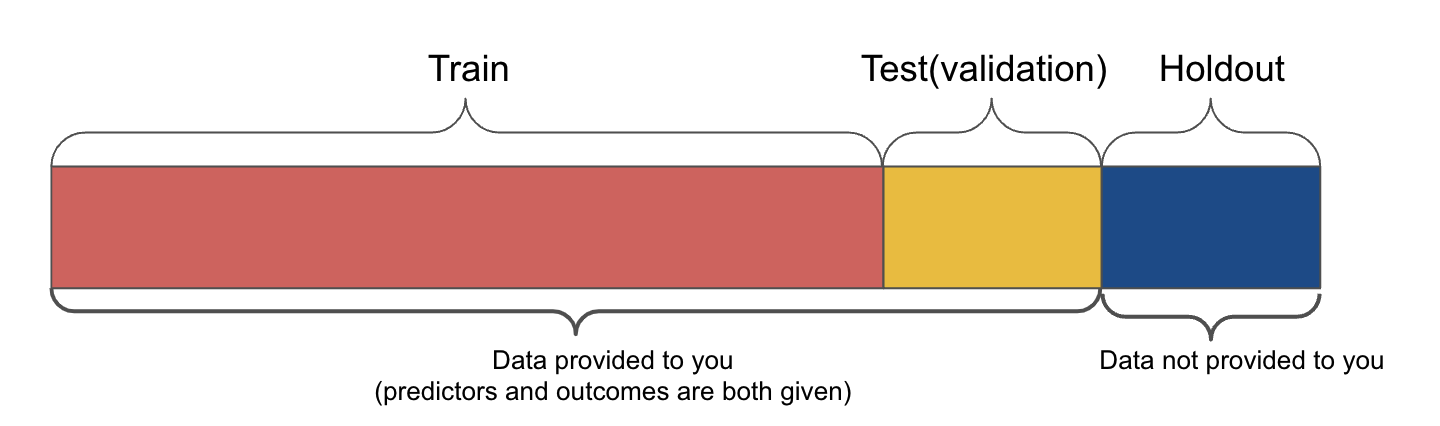 Train
Test(validation)
Holdout
Data provided to you
(predictors and outcomes are both given)
Data not provided to you